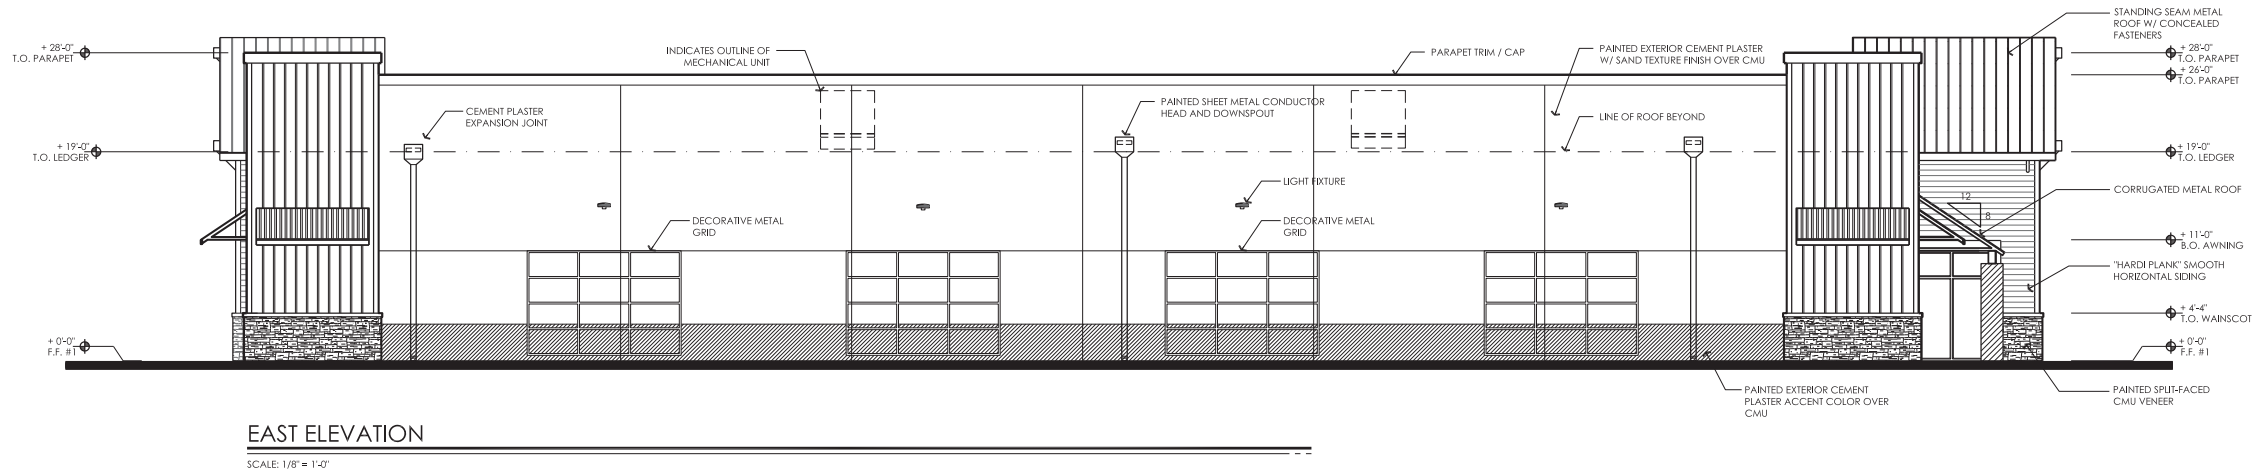 STANDING SEAM METAL
ROOF W/ CONCEALED
FASTENERS
+ 28'-0"
T.O. PARAPET
INDICATES OUTLINE OF
MECHANICAL UNIT
PARAPET TRIM / CAP
PAINTED EXTERIOR CEMENT PLASTER
W/ SAND TEXTURE FINISH OVER CMU
+ 28'-0"
T.O. PARAPET
+ 26'-0"
T.O. PARAPET
CEMENT PLASTER
EXPANSION JOINT
PAINTED SHEET METAL CONDUCTOR
HEAD AND DOWNSPOUT
LINE OF ROOF BEYOND
+ 19'-0"
T.O. LEDGER
+ 19'-0"
T.O. LEDGER
LIGHT FIXTURE
CORRUGATED METAL ROOF
12
8
DECORATIVE METAL
GRID
DECORATIVE METAL
GRID
+ 11'-0"
B.O. AWNING
"HARDI PLANK" SMOOTH
HORIZONTAL SIDING
+ 4'-4"
T.O. WAINSCOT
+ 0'-0"
F.F. #1
+ 0'-0"
F.F. #1
PAINTED EXTERIOR CEMENT
PLASTER ACCENT COLOR OVER
CMU
PAINTED SPLIT-FACED
CMU VENEER
EAST ELEVATION
SCALE: 1/8" = 1'-0"